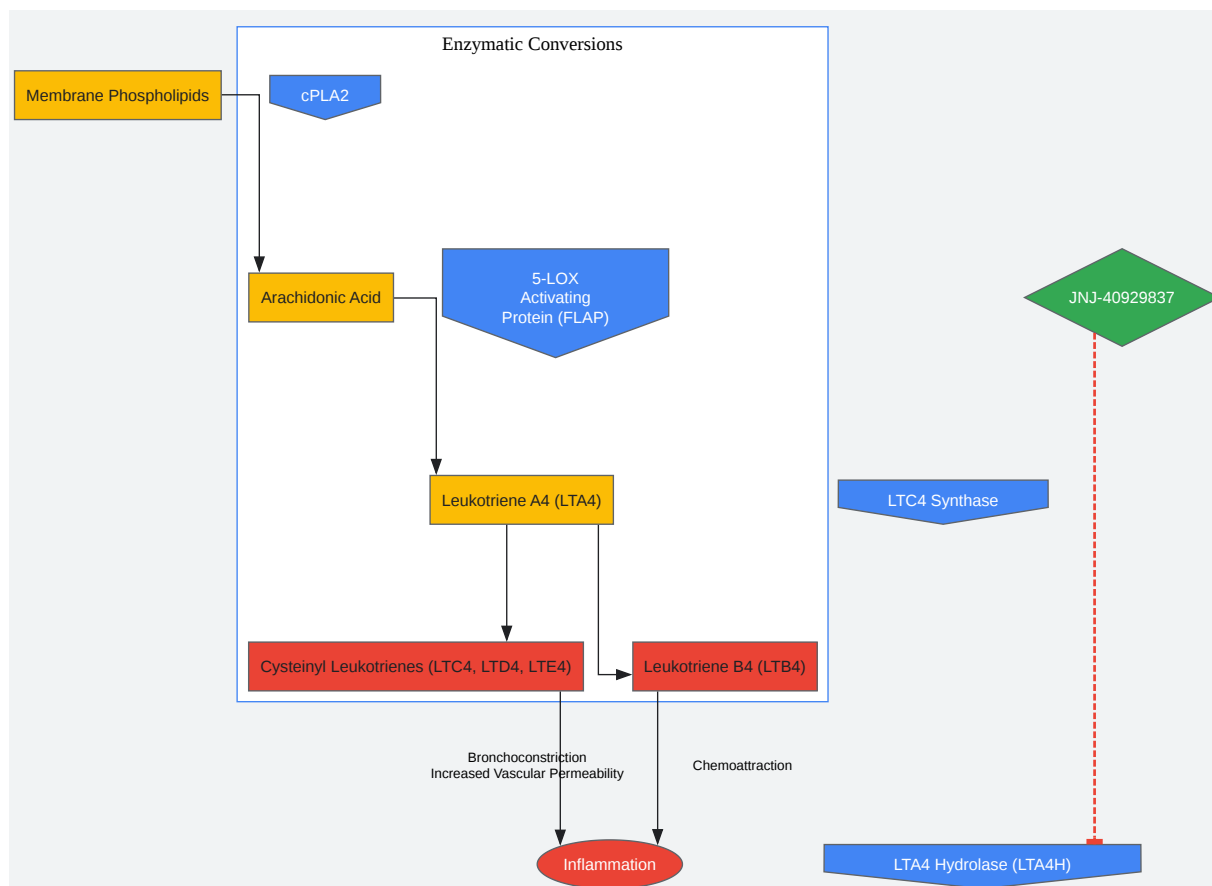 Enzymatic Conversions
Membrane Phospholipids
cPLA2
5-LOX
Activating
Protein (FLAP)
Arachidonic Acid
JNJ-40929837
Leukotriene A4 (LTA4)
LTC4 Synthase
Cysteinyl Leukotrienes (LTC4, LTD4, LTE4)
Leukotriene B4 (LTB4)
Bronchoconstriction
Increased Vascular Permeability
Chemoattraction
Inflammation
LTA4 Hydrolase (LTA4H)